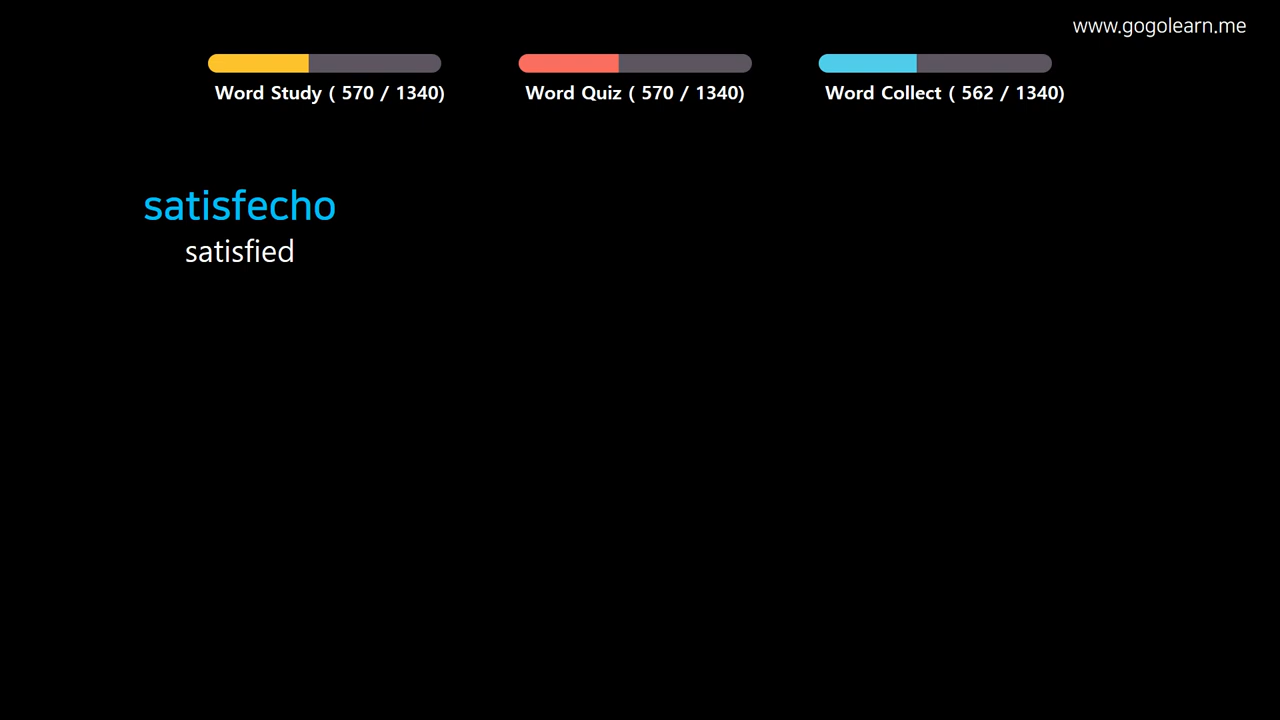 www.gogolearn.me
Word Study ( 570 / 1340)
Word Quiz ( 570 / 1340)
Word Collect ( 562 / 1340)
satisfecho
satisfied